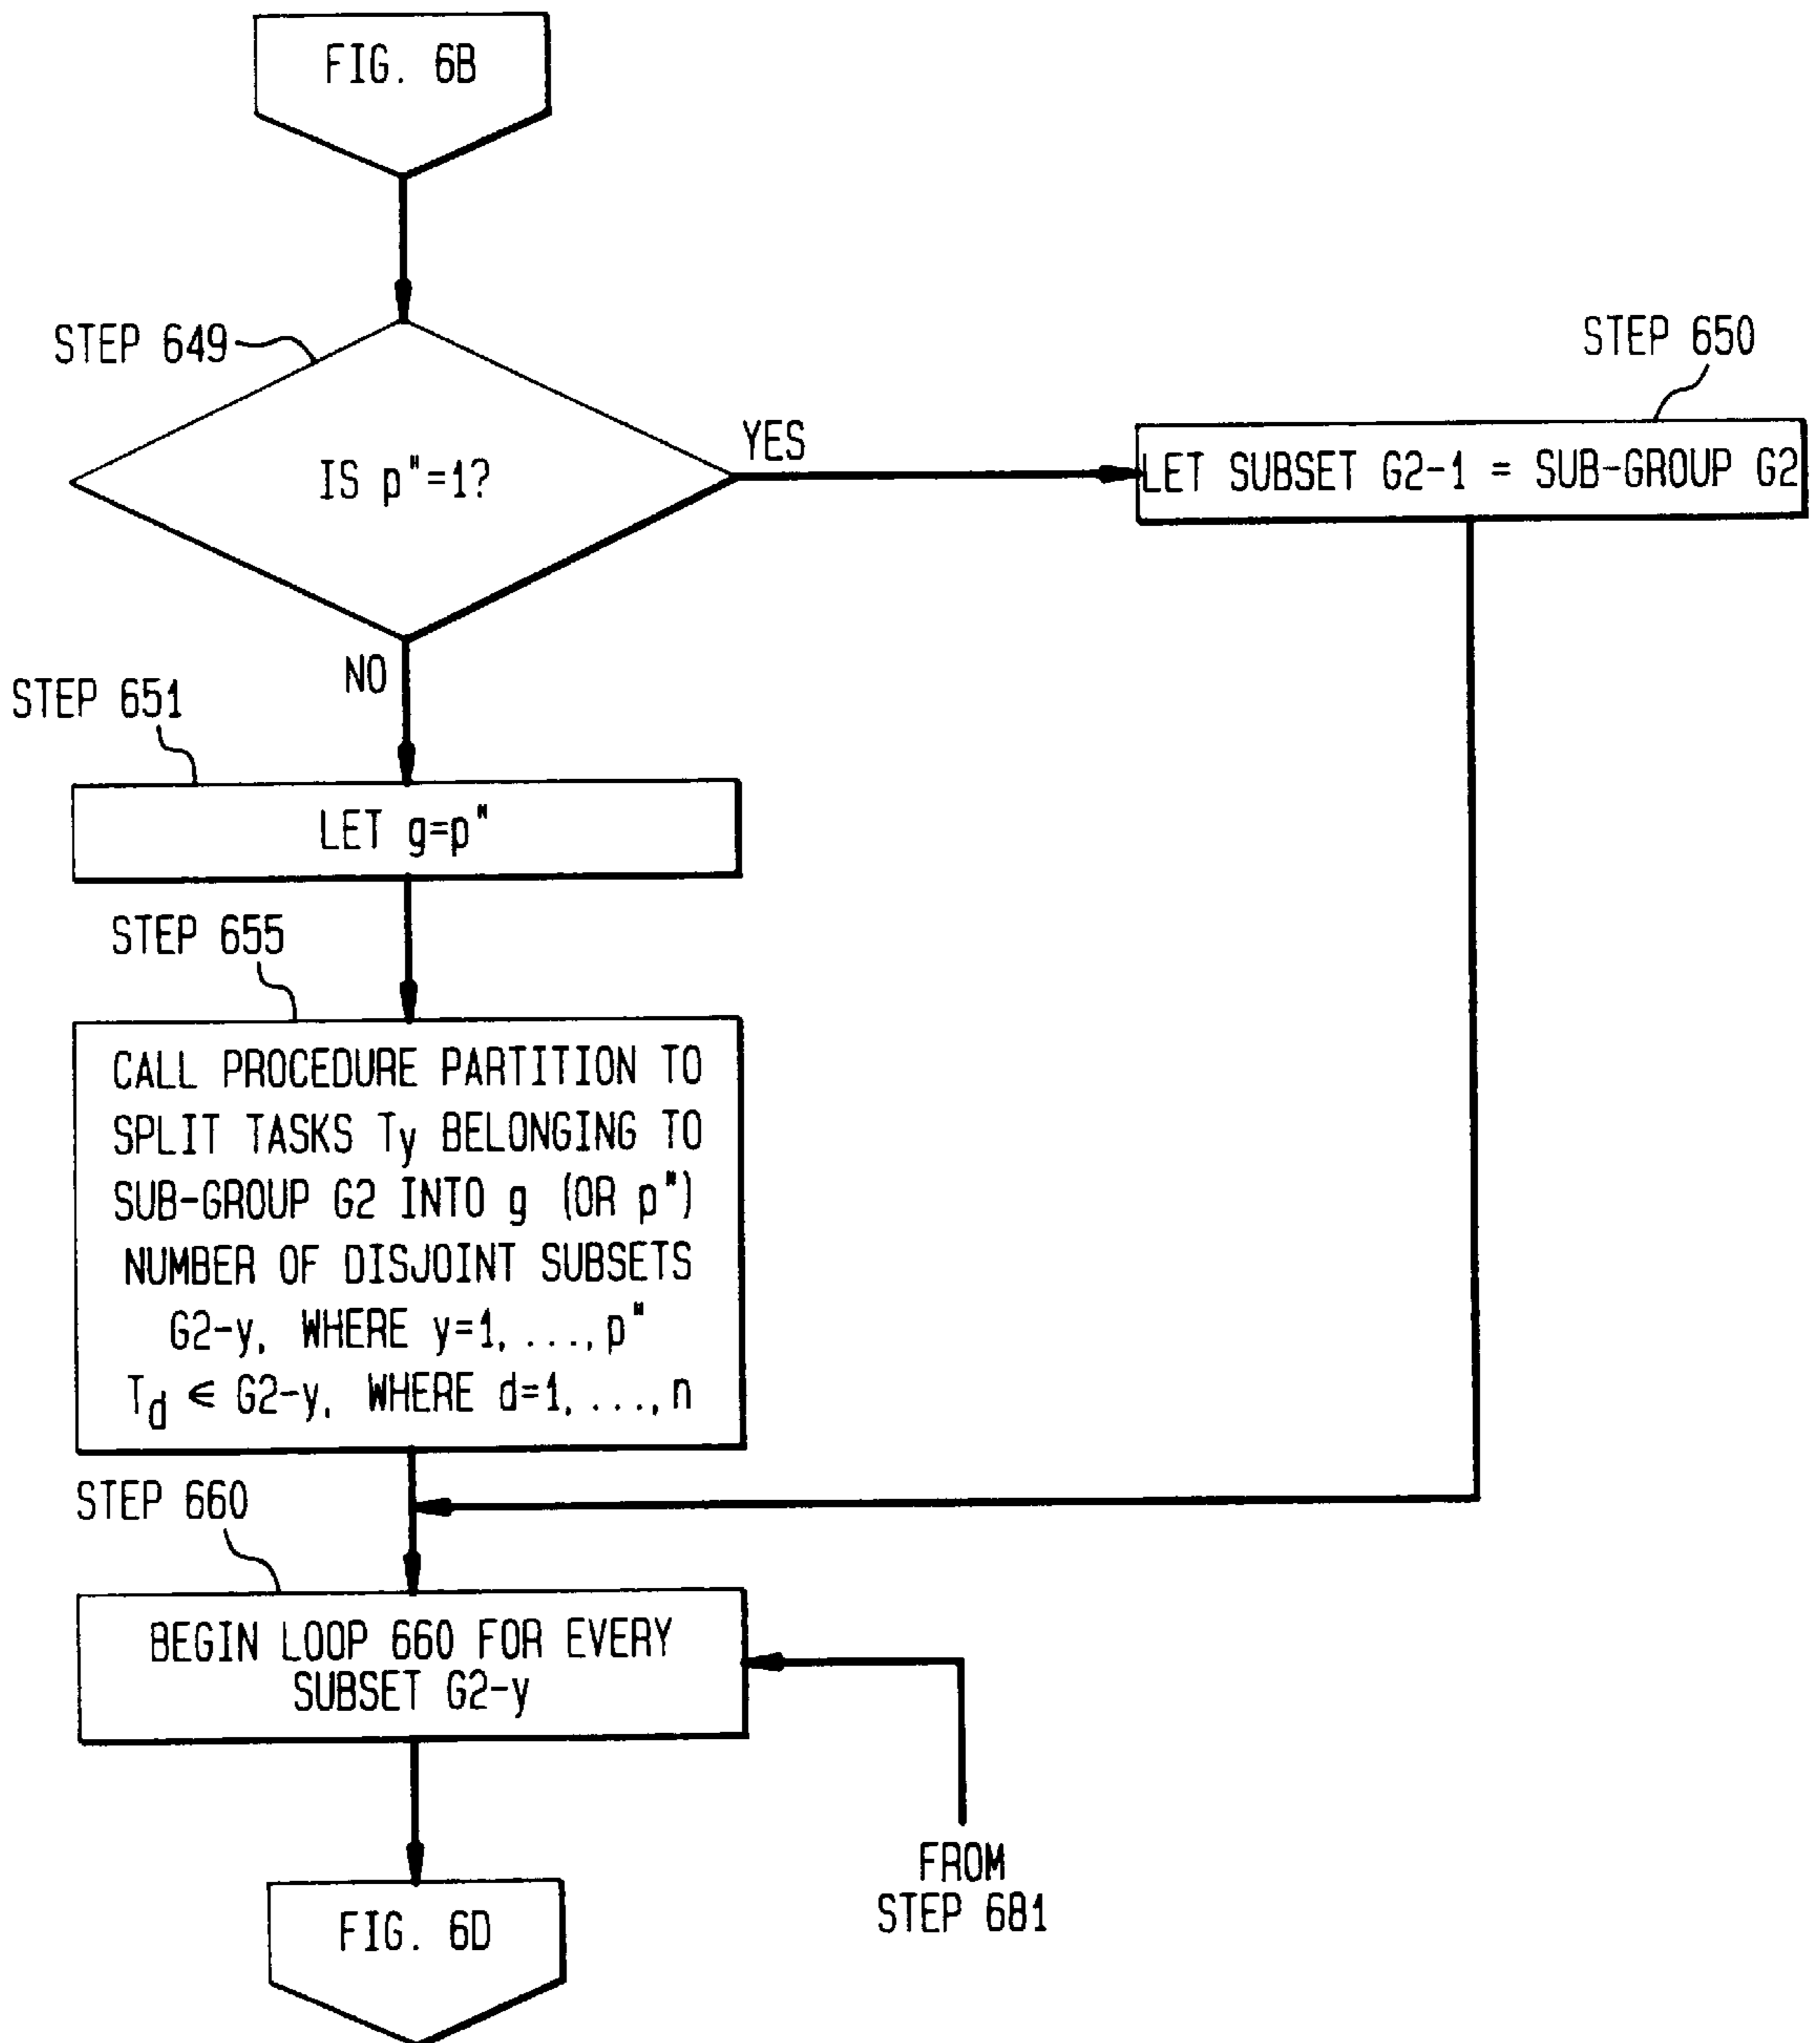 FIG. 6B
STEP 649
IS p"=1?
YES
STEP 650
LET SUBSET G2-1 = SUB-GROUP G2
NO
STEP 651
LET g=p"
STEP 655
CALL PROCEDURE PARTITION TO
SPLIT TASKS Ty BELONGING TO
SUB-GROUP G2 INTO g (OR p")
NUMBER OF DISJOINT SUBSETS
G2-y, WHERE y=1, ..., p"
Td ∈ G2-y, WHERE d=1, ..., n
STEP 660
BEGIN LOOP 660 FOR EVERY
SUBSET G2-y
FROM
STEP 681
FIG. 6D